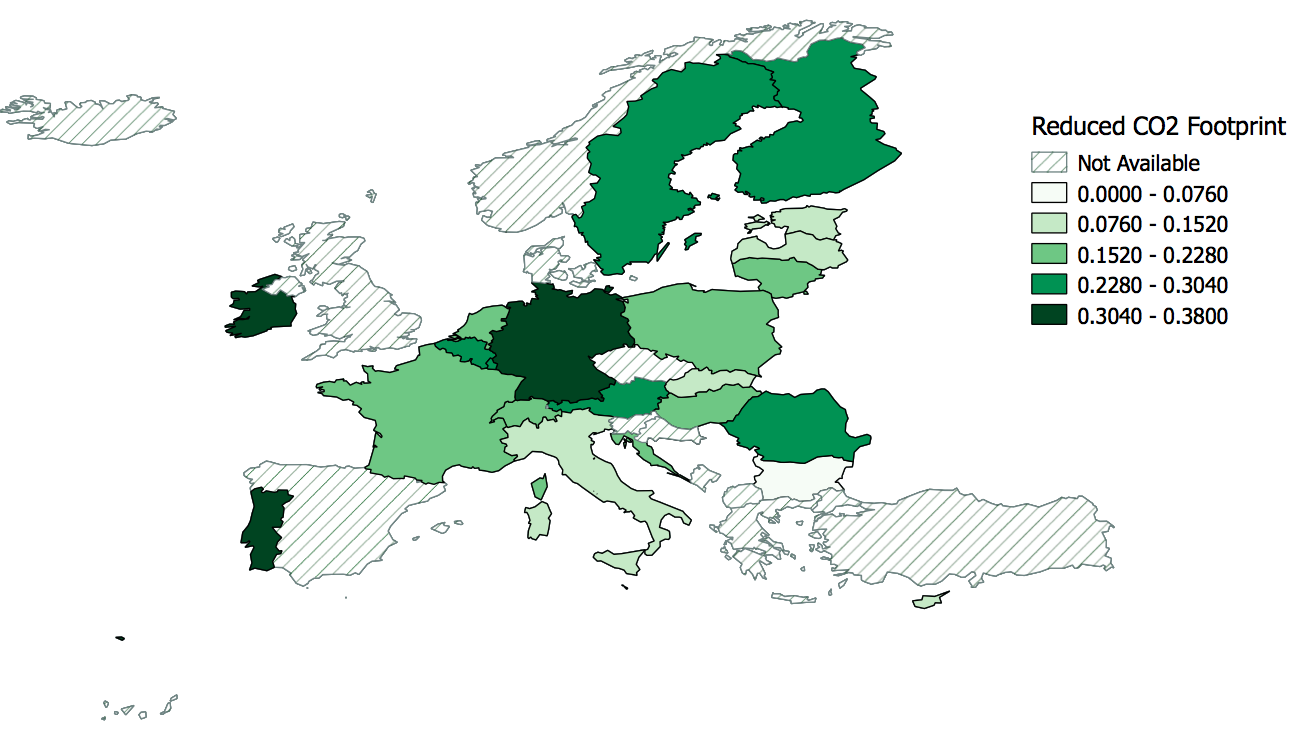 Reduced CO2 Footprint
Not Available
0.0000 - 0.0760
0.0760 - 0.1520
0.1520 - 0.2280
0.2280 - 0.3040
0.3040 - 0.3800